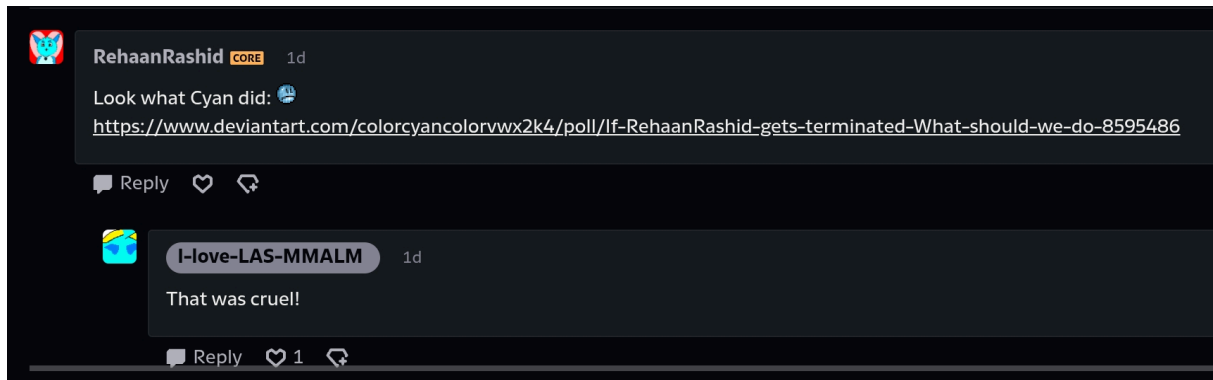 RehaanRashid CORE 1d
Look what Cyan did:
https://www.deviantart.com/colorcyancolorvwx2k4/poll/If-RehaanRashid-gets-terminated-What-should-we-do-8595486
Reply
I-love-LAS-MMALM 1d
That was cruel!
Reply 1